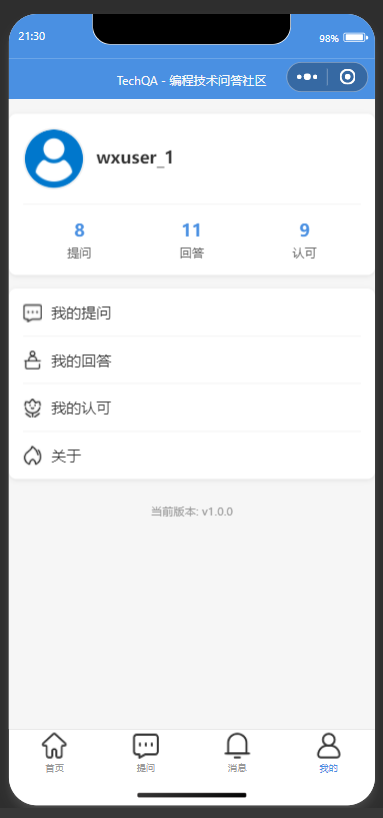 21:30
98%
TechQA - 编程技术问答社区
wxuser_1
8 11 9
提问 回答 认可
我的提问
我的回答
我的认可
关于
当前版本: v1.0.0
首页 提问 消息 我的